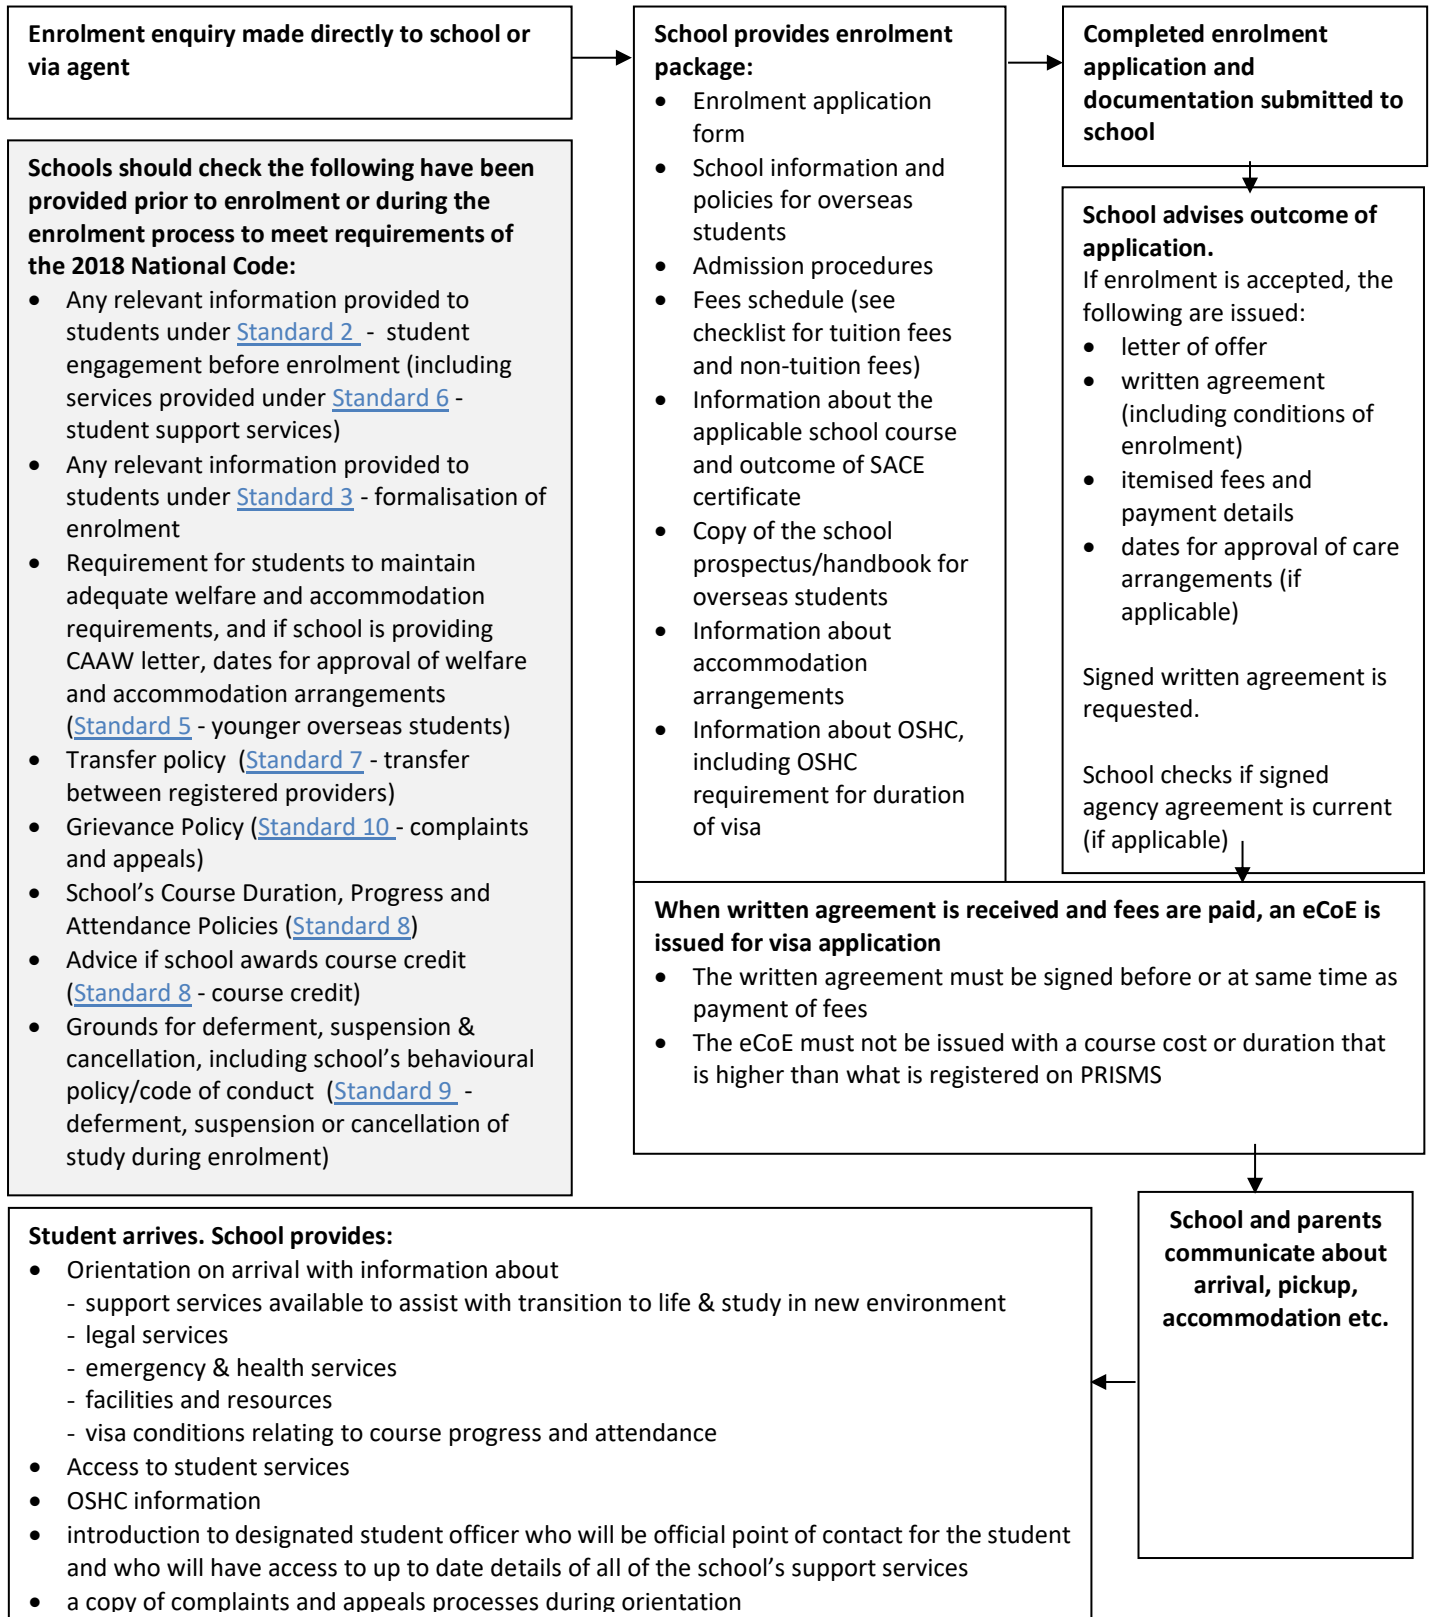 Enrolment enquiry made directly to school or
via agent
School provides enrolment
package:
• Enrolment application
form
• School information and
policies for overseas
students
• Admission procedures
• Fees schedule (see
checklist for tuition fees
and non-tuition fees)
• Information about the
applicable school course
and outcome of SACE
certificate
• Copy of the school
prospectus/handbook for
overseas students
• Information about
accommodation
arrangements
• Information about OSHC,
including OSHC
requirement for duration
of visa
Completed enrolment
application and
documentation submitted to
school
School advises outcome of
application.
If enrolment is accepted, the
following are issued:
• letter of offer
• written agreement
(including conditions of
enrolment)
• itemised fees and
payment details
• dates for approval of care
arrangements (if
applicable)
Signed written agreement is
requested.
School checks if signed
agency agreement is current
(if applicable)
Schools should check the following have been
provided prior to enrolment or during the
enrolment process to meet requirements of
the 2018 National Code:
• Any relevant information provided to
students under Standard 2 - student
engagement before enrolment (including
services provided under Standard 6 -
student support services)
• Any relevant information provided to
students under Standard 3 - formalisation of
enrolment
• Requirement for students to maintain
adequate welfare and accommodation
requirements, and if school is providing
CAAW letter, dates for approval of welfare
and accommodation arrangements
(Standard 5 - younger overseas students)
• Transfer policy (Standard 7 - transfer
between registered providers)
• Grievance Policy (Standard 10 - complaints
and appeals)
• School’s Course Duration, Progress and
Attendance Policies (Standard 8)
• Advice if school awards course credit
(Standard 8 - course credit)
• Grounds for deferment, suspension &
cancellation, including school’s behavioural
policy/code of conduct (Standard 9 -
deferment, suspension or cancellation of
study during enrolment)
When written agreement is received and fees are paid, an eCoE is
issued for visa application
• The written agreement must be signed before or at same time as
payment of fees
• The eCoE must not be issued with a course cost or duration that
is higher than what is registered on PRISMS
School and parents
communicate about
arrival, pickup,
accommodation etc.
Student arrives. School provides:
• Orientation on arrival with information about
- support services available to assist with transition to life & study in new environment
- legal services
- emergency & health services
- facilities and resources
- visa conditions relating to course progress and attendance
• Access to student services
• OSHC information
• introduction to designated student officer who will be official point of contact for the student
and who will have access to up to date details of all of the school’s support services
• a copy of complaints and appeals processes during orientation